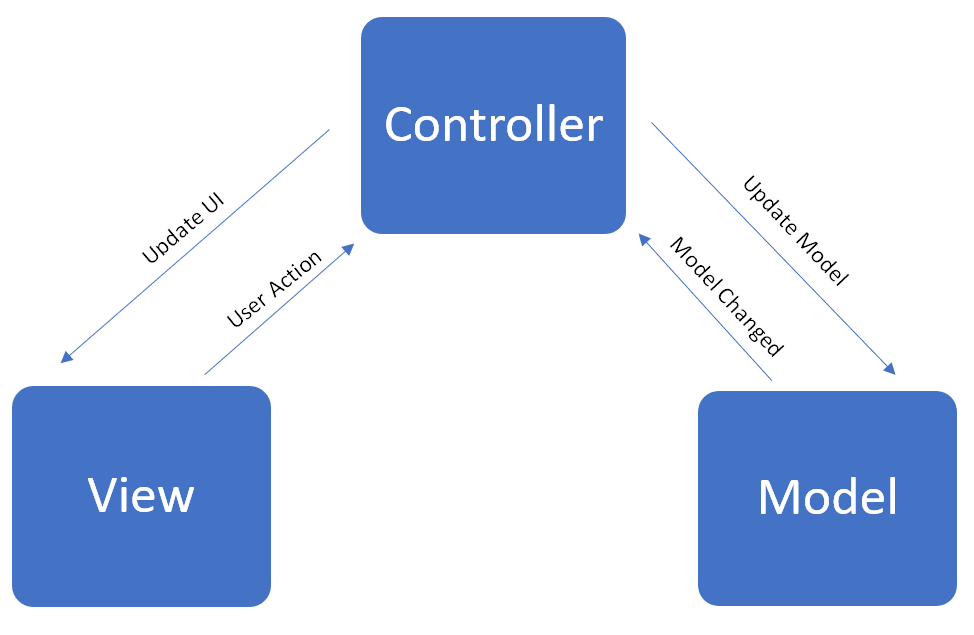 Controller
Update UI
User Action
Update Model
Model Changed
View
Model